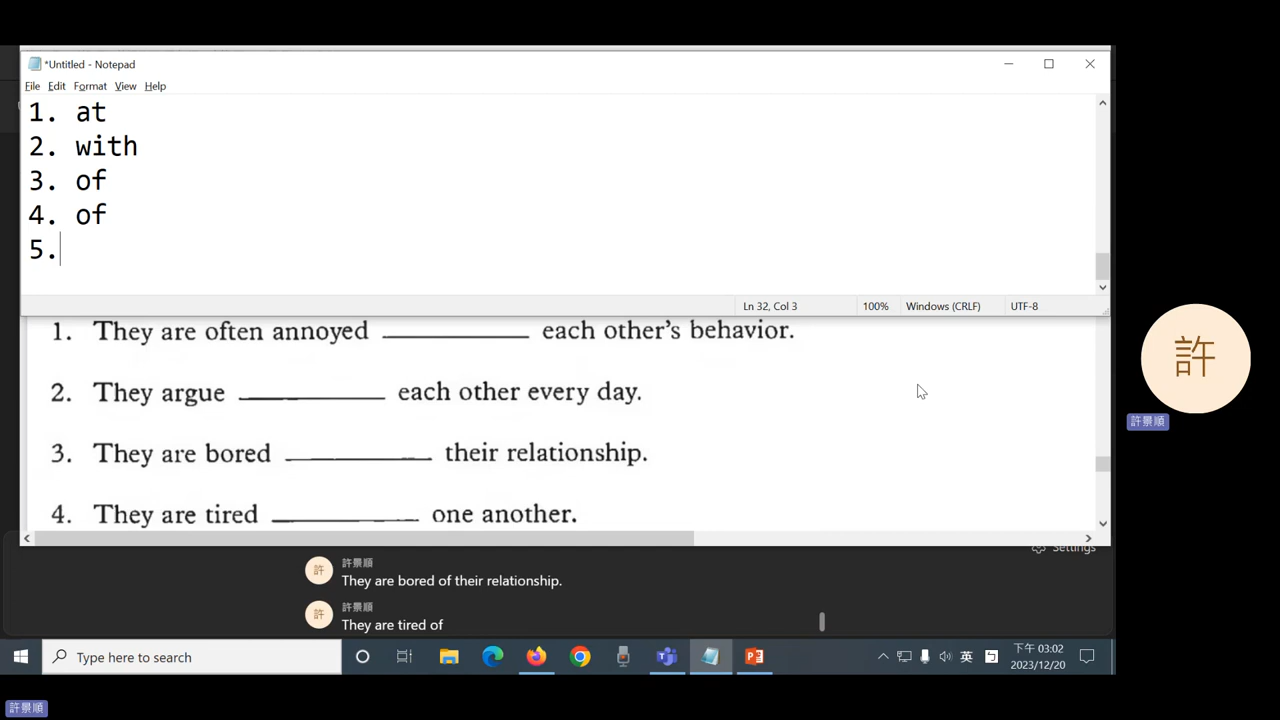 *Untitled - Notepad
File Edit Format View Help
1. at
2. with
3. of
4. of
5.
Ln 32, Col 3 100% Windows (CRLF) UTF-8
1. They are often annoyed ____________ each other's behavior.
2. They argue ____________ each other every day.
3. They are bored ____________ their relationship.
4. They are tired ____________ one another.
Settings
許 許景順
They are bored of their relationship.
許 許景順
They are tired of
Type here to search
英
下午 03:02
2023/12/20
許
許景順
許景順